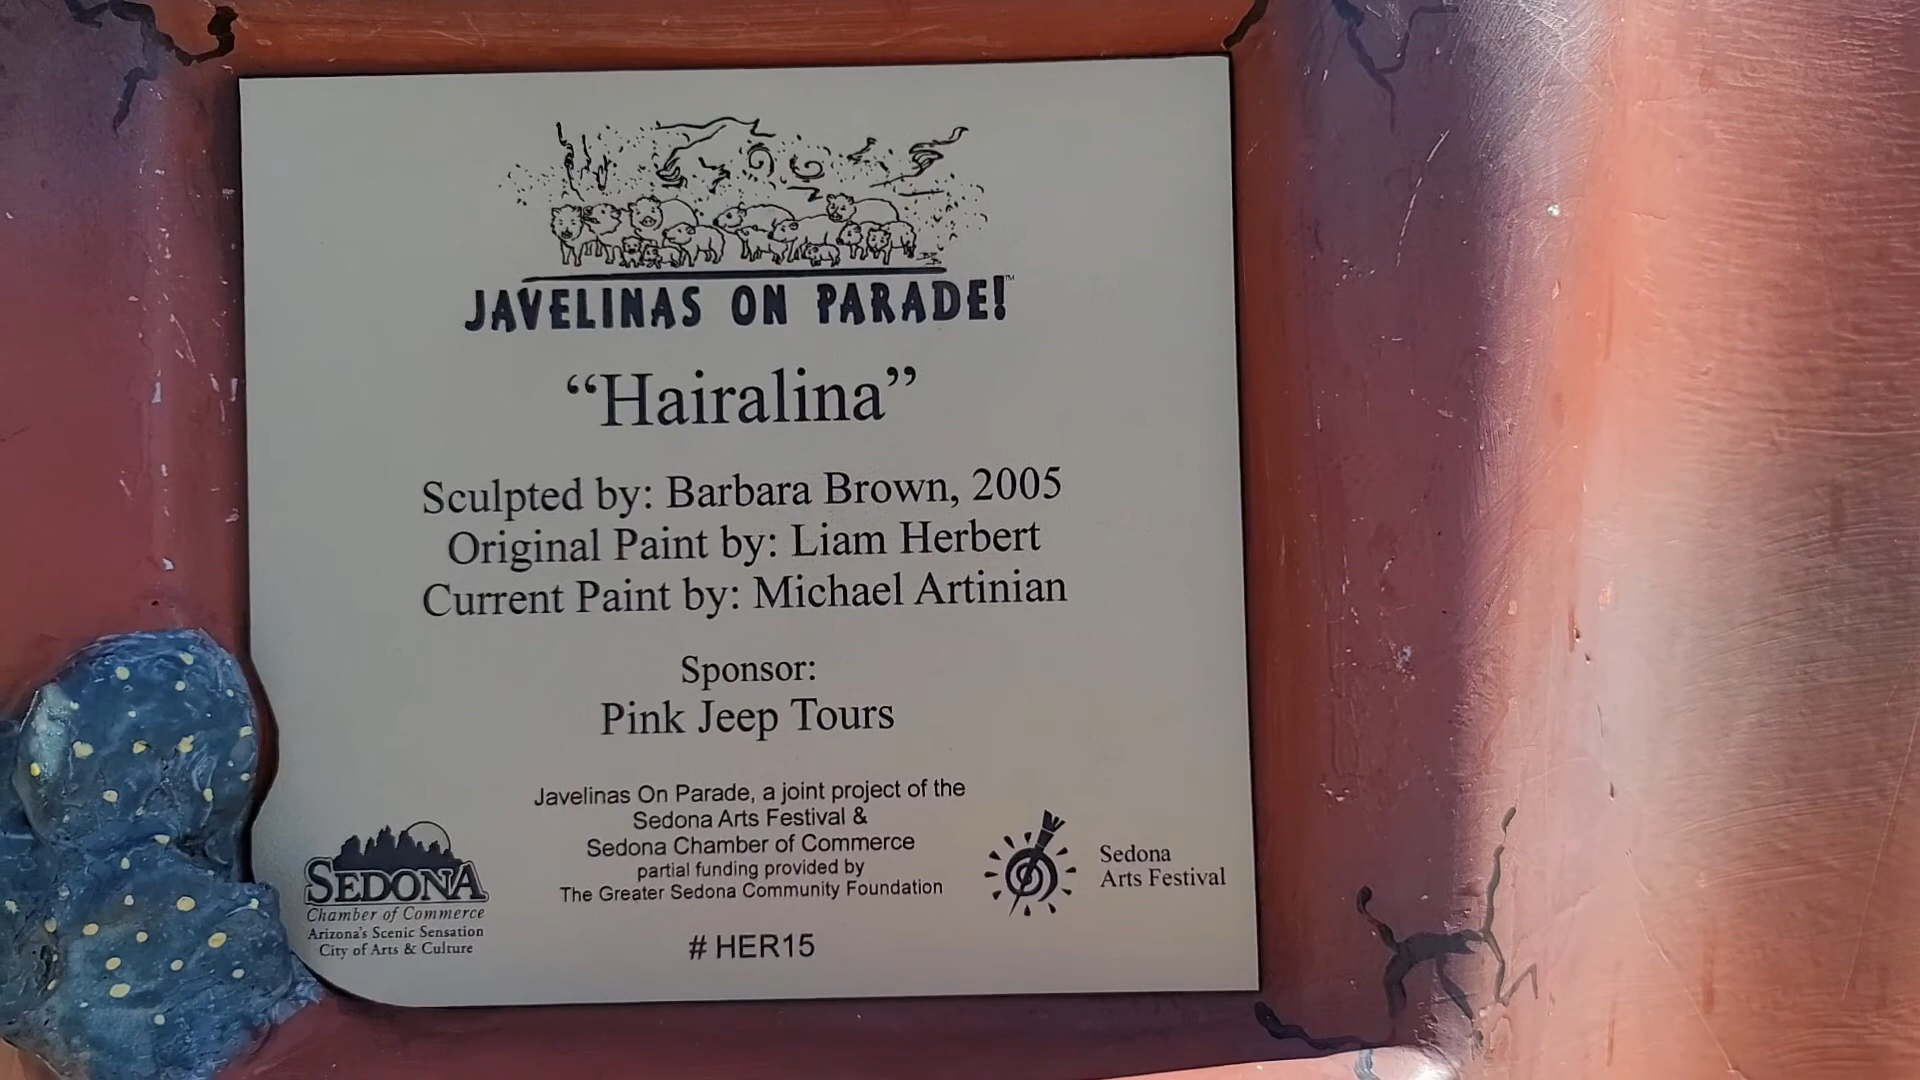 JAVELINAS ON PARADE!™
“Hairalina”
Sculpted by: Barbara Brown, 2005
Original Paint by: Liam Herbert
Current Paint by: Michael Artinian
Sponsor:
Pink Jeep Tours
Javelinas On Parade, a joint project of the
Sedona Arts Festival &
Sedona Chamber of Commerce
partial funding provided by
The Greater Sedona Community Foundation
# HER15
SEDONA
Chamber of Commerce
Arizona's Scenic Sensation
City of Arts & Culture
Sedona
Arts Festival